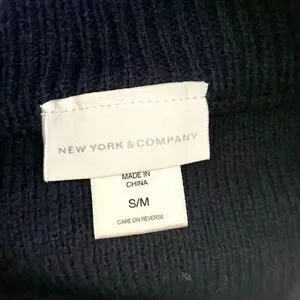 NEW YORK & COMPANY
MADE IN
CHINA
S/M
CARE ON REVERSE